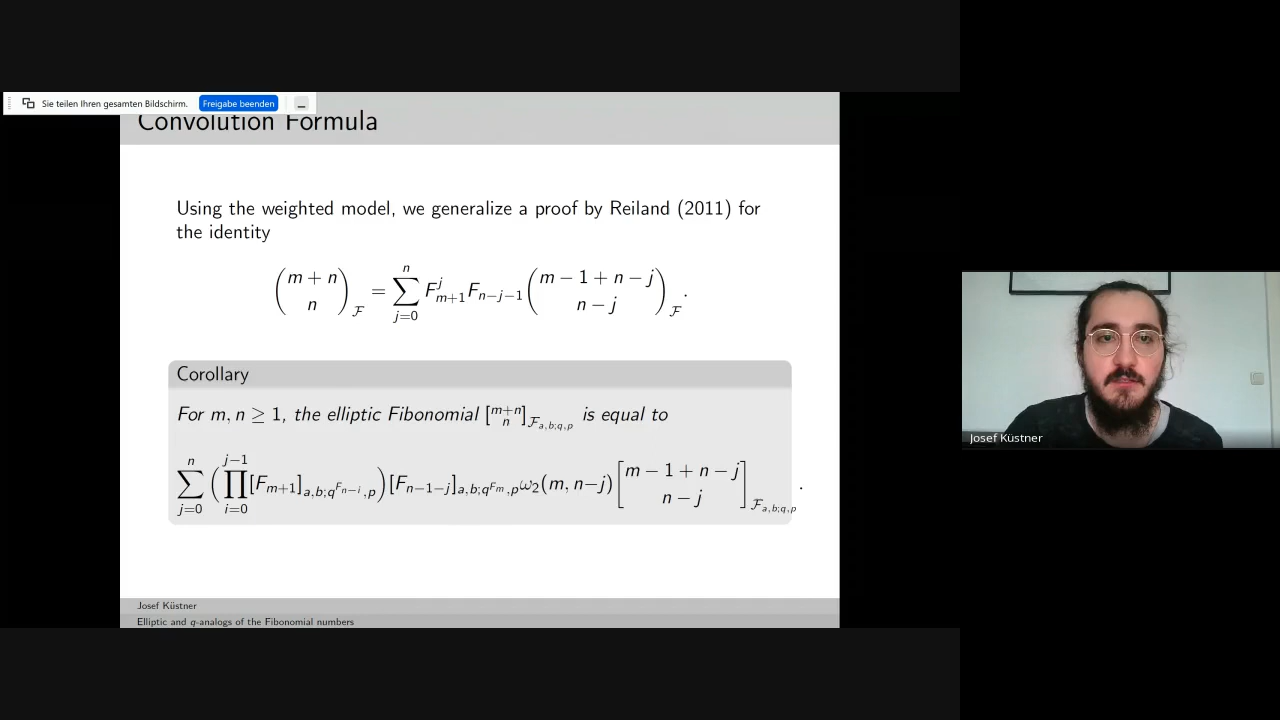 Sie teilen Ihren gesamten Bildschirm. Freigabe beenden
Convolution Formula
Using the weighted model, we generalize a proof by Reiland (2011) for
the identity
$\binom{m+n}{n}_{\mathcal{F}} = \sum_{j=0}^{n} F_{m+1}^{j} F_{n-j-1} \binom{m-1+n-j}{n-j}_{\mathcal{F}}.$
Corollary
For $m, n \geq 1$, the elliptic Fibonomial $\left[{m+n \atop n}\right]_{\mathcal{F}_{a,b;q,p}}$ is equal to
$\sum_{j=0}^{n} \Big( \prod_{i=0}^{j-1} [F_{m+1}]_{a,b;q^{F_{n-i}},p} \Big) [F_{n-1-j}]_{a,b;q^{F_m},p} \omega_2(m, n-j) \left[{m-1+n-j \atop n-j}\right]_{\mathcal{F}_{a,b;q,p}}.$
Josef Küstner
Elliptic and q-analogs of the Fibonomial numbers
Josef Küstner